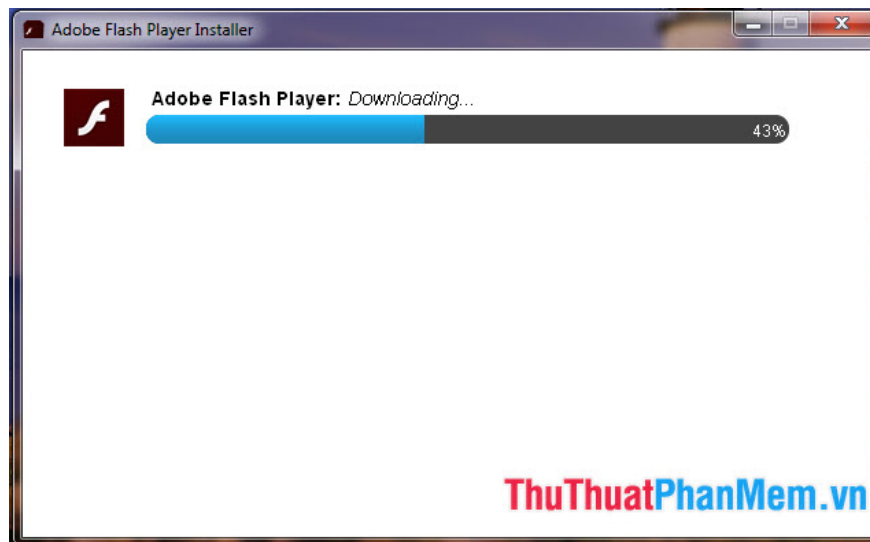 Adobe Flash Player Installer
Adobe Flash Player: Downloading...
43%
ThuThuatPhanMem.vn